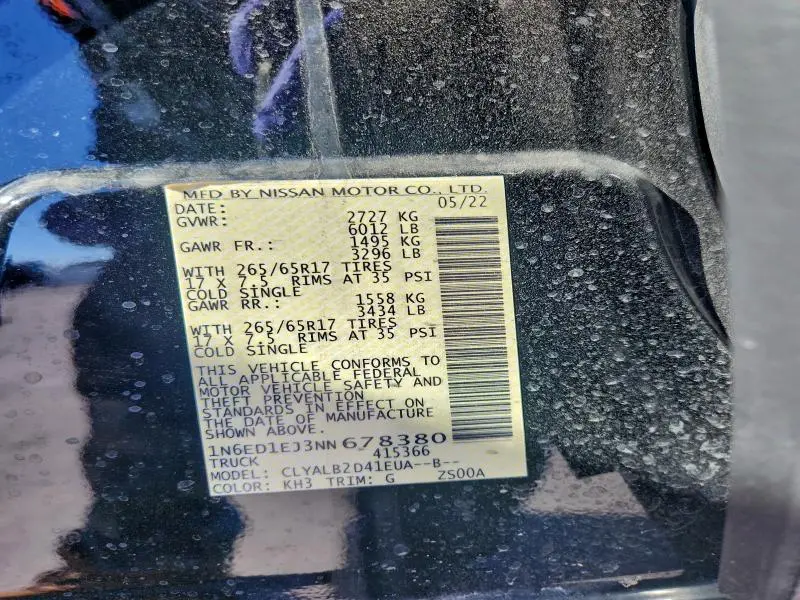 MFD BY NISSAN MOTOR CO., LTD.
DATE: 05/22
GVWR: 2727 KG
6012 LB
GAWR FR.: 1495 KG
3296 LB
WITH 265/65R17 TIRES
17 X 7.5 RIMS AT 35 PSI
COLD SINGLE
GAWR RR.: 1558 KG
3434 LB
WITH 265/65R17 TIRES
17 X 7.5 RIMS AT 35 PSI
COLD SINGLE
THIS VEHICLE CONFORMS TO
ALL APPLICABLE FEDERAL
MOTOR VEHICLE SAFETY AND
THEFT PREVENTION
STANDARDS IN EFFECT ON
THE DATE OF MANUFACTURE
SHOWN ABOVE.
1N6ED1EJ3NN678380
TRUCK 415366
MODEL: CLYALB2D41EUA--B--
COLOR: KH3 TRIM: G ZS00A